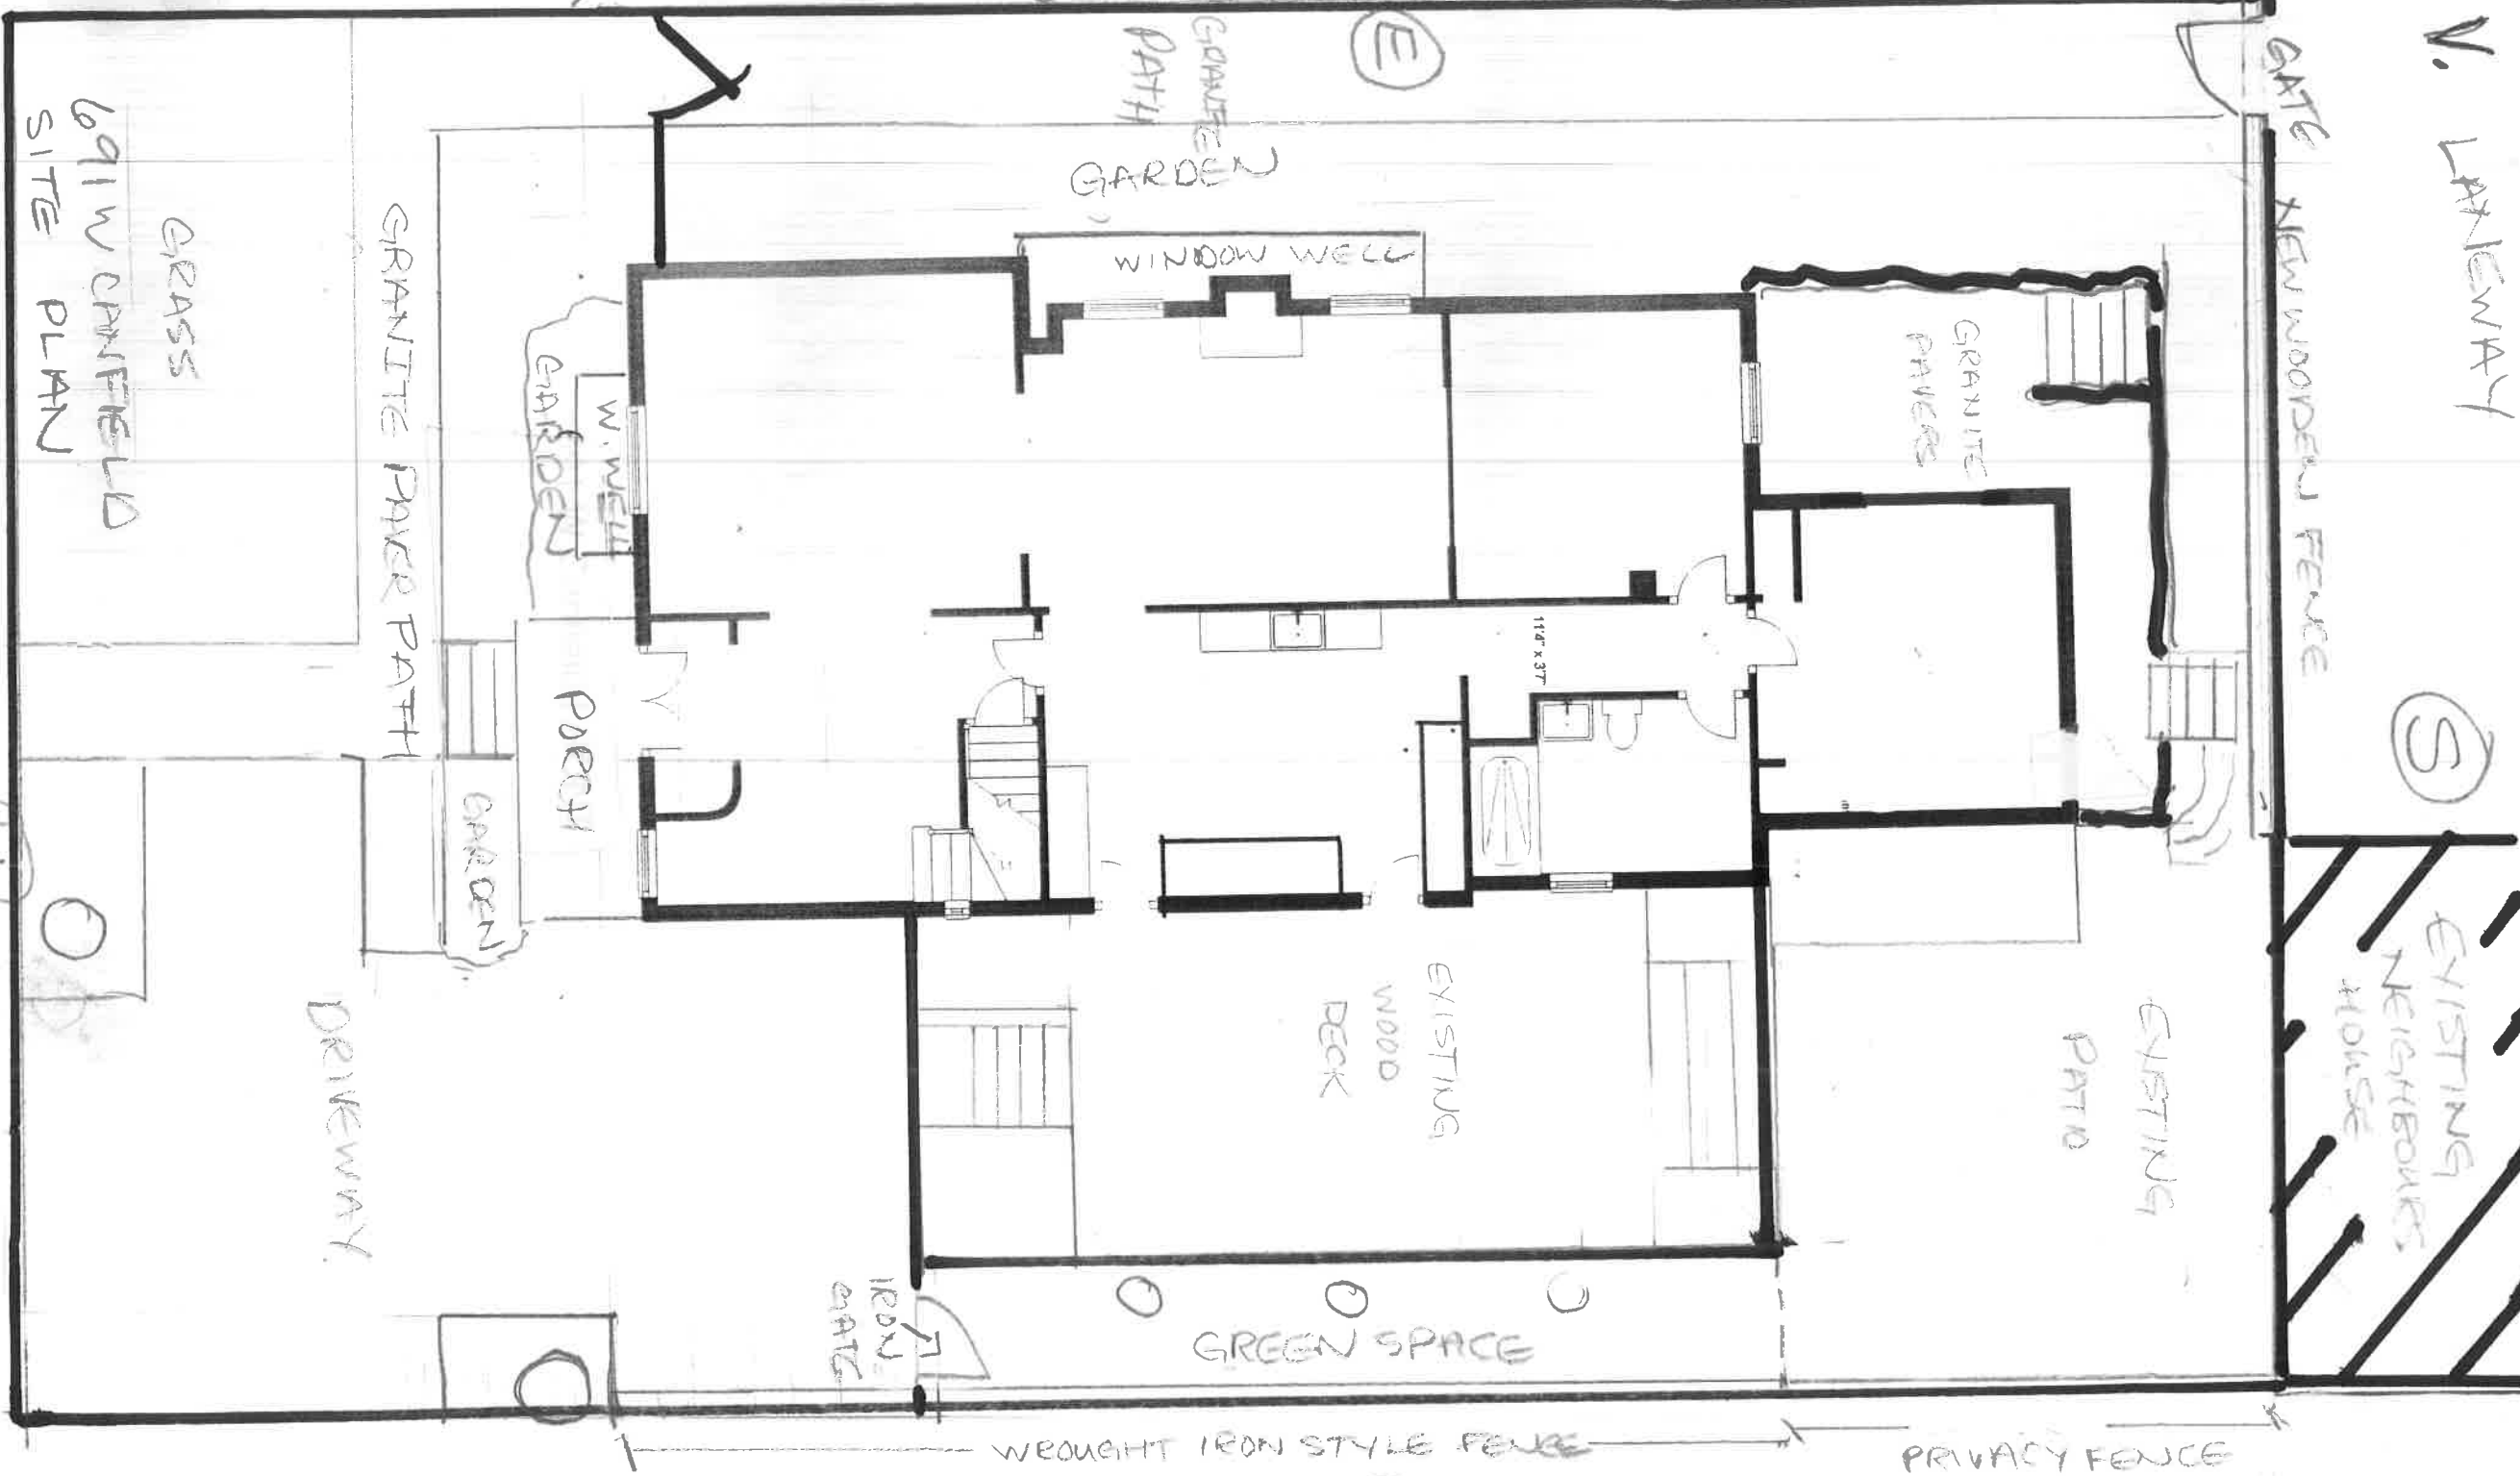 691 W CANFIELD
SITE PLAN
GRASS
GRANITE PAVER PATH
GARDEN
W. WELL
PORCH
GARDEN
DRIVEWAY
GRANITE
PATH
E
GARDEN
WINDOW WELL
GRANITE
PAVERS
11'4" x 3'7"
EXISTING
WOOD
DECK
EXISTING
PATIO
IRON
GATE
GREEN SPACE
WROUGHT IRON STYLE FENCE
PRIVACY FENCE
V.
LANEWAY
GATE
NEW WOODEN FENCE
S
EXISTING
NEIGHBOURS
HOUSE